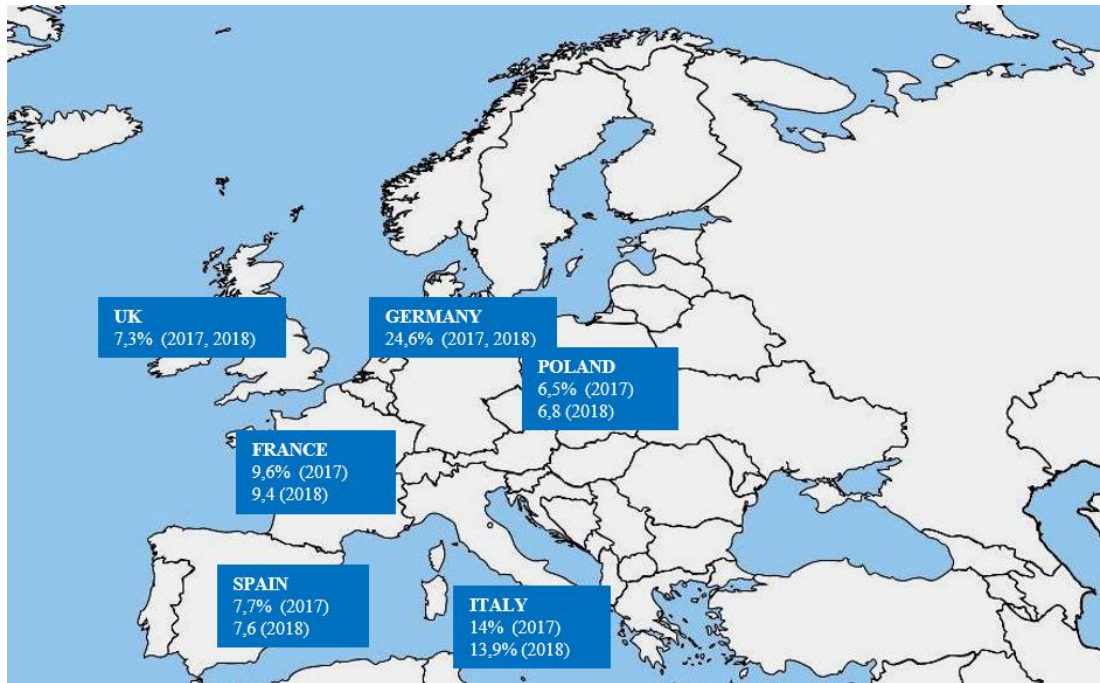 UK
7,3% (2017, 2018)
GERMANY
24,6% (2017, 2018)
POLAND
6,5% (2017)
6,8 (2018)
FRANCE
9,6% (2017)
9,4 (2018)
SPAIN
7,7% (2017)
7,6 (2018)
ITALY
14% (2017)
13,9% (2018)